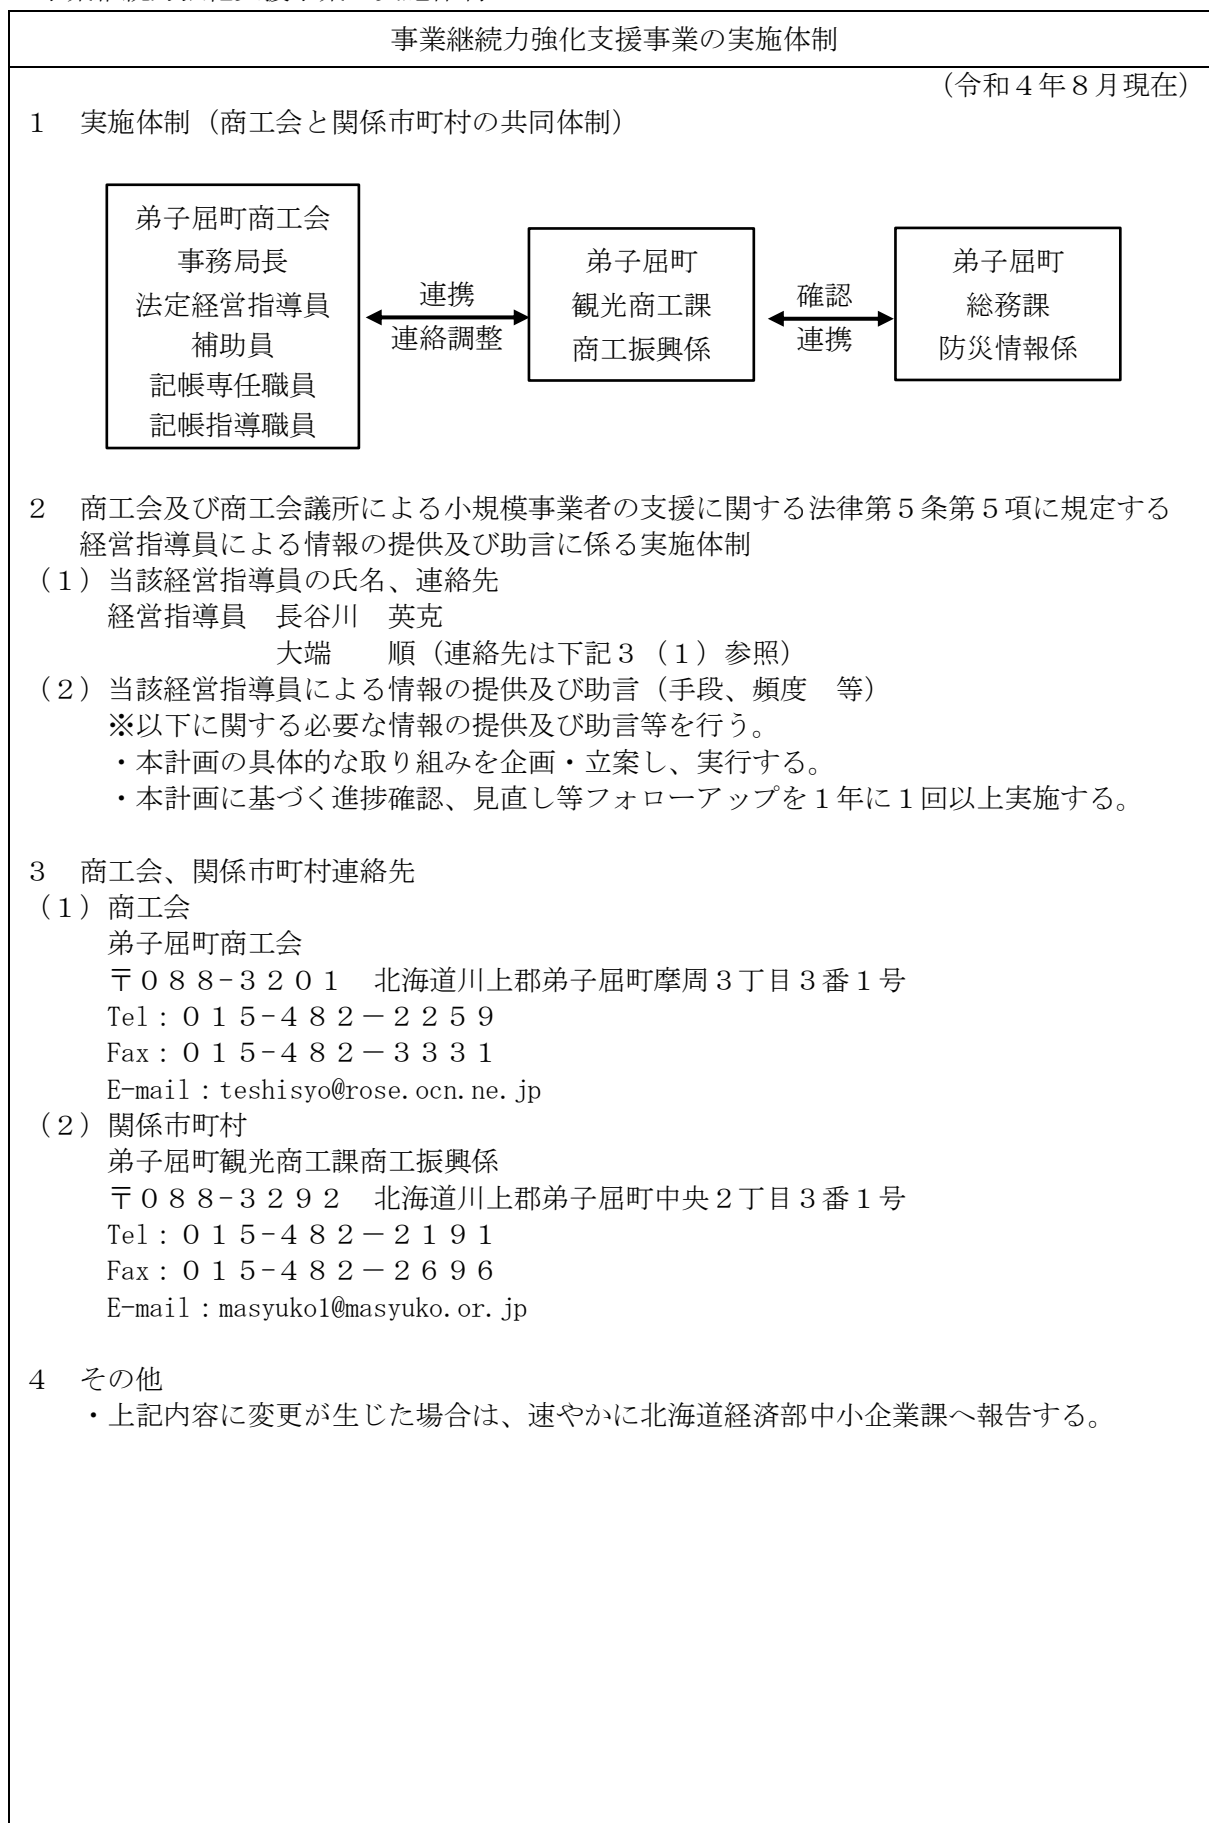 事業継続力強化支援事業の実施体制
（令和４年８月現在）
１　実施体制（商工会と関係市町村の共同体制）
弟子屈町商工会
事務局長
法定経営指導員
補助員
記帳専任職員
記帳指導職員
連携
連絡調整
弟子屈町
観光商工課
商工振興係
確認
連携
弟子屈町
総務課
防災情報係
２　商工会及び商工会議所による小規模事業者の支援に関する法律第５条第５項に規定する
経営指導員による情報の提供及び助言に係る実施体制
（１）当該経営指導員の氏名、連絡先
経営指導員　長谷川　英克
大端　　順（連絡先は下記３（１）参照）
（２）当該経営指導員による情報の提供及び助言（手段、頻度　等）
※以下に関する必要な情報の提供及び助言等を行う。
・本計画の具体的な取り組みを企画・立案し、実行する。
・本計画に基づく進捗確認、見直し等フォローアップを１年に１回以上実施する。
３　商工会、関係市町村連絡先
（１）商工会
弟子屈町商工会
〒０８８-３２０１　北海道川上郡弟子屈町摩周３丁目３番１号
Tel：０１５-４８２－２２５９
Fax：０１５-４８２－３３３１
E-mail：teshisyo@rose.ocn.ne.jp
（２）関係市町村
弟子屈町観光商工課商工振興係
〒０８８-３２９２　北海道川上郡弟子屈町中央２丁目３番１号
Tel：０１５-４８２－２１９１
Fax：０１５-４８２－２６９６
E-mail：masyuko1@masyuko.or.jp
４　その他
・上記内容に変更が生じた場合は、速やかに北海道経済部中小企業課へ報告する。